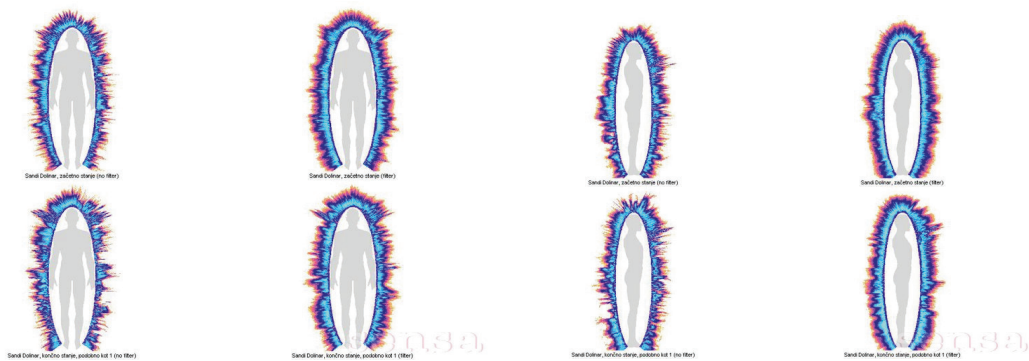 Sandi Dolinar, začetno stanje (no filter)
Sandi Dolinar, začetno stanje (filter)
Sandi Dolinar, začetno stanje (no filter)
Sandi Dolinar, začetno stanje (filter)
Sandi Dolinar, končno stanje, podobno kot 1 (no filter)
Sandi Dolinar, končno stanje, podobno kot 1 (filter)
Sandi Dolinar, končno stanje, podobno kot 1 (no filter)
Sandi Dolinar, končno stanje, podobno kot 1 (filter)